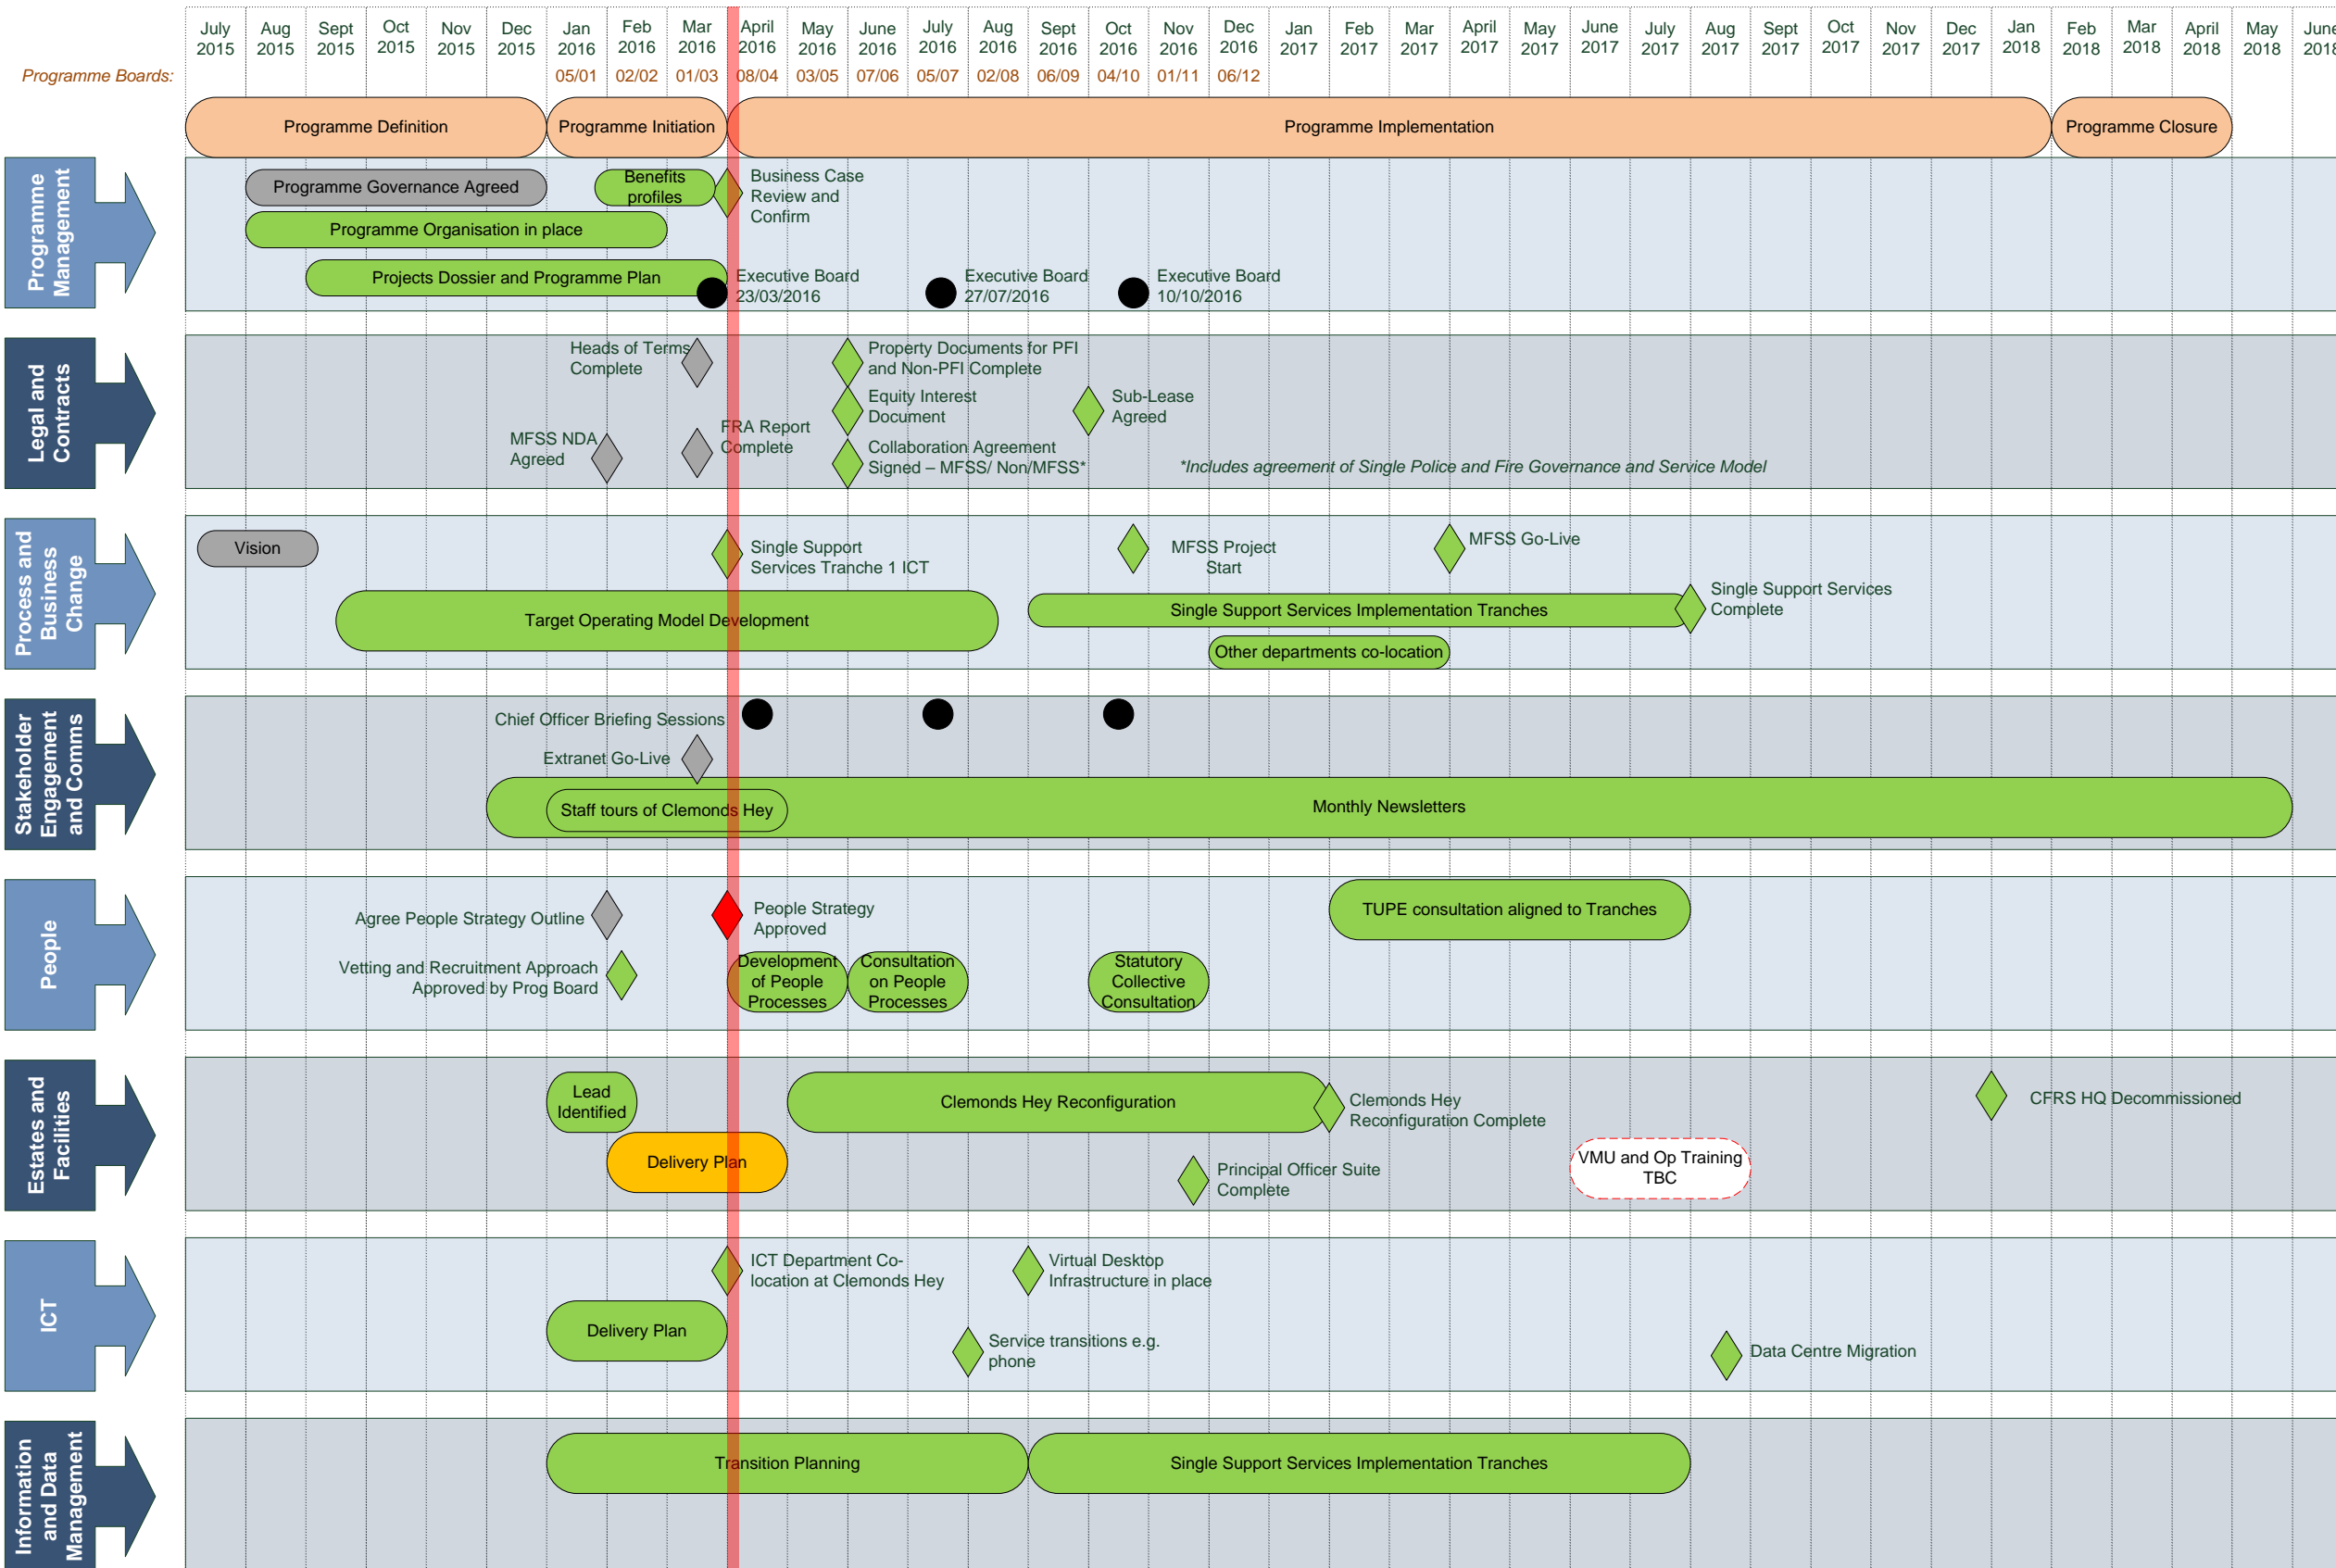 July Aug Sept Oct Nov Dec Jan Feb Mar April May June July Aug Sept Oct Nov Dec Jan Feb Mar April May June July Aug Sept Oct Nov Dec Jan Feb Mar April May June
2015 2015 2015 2015 2015 2015 2016 2016 2016 2016 2016 2016 2016 2016 2016 2016 2016 2016 2017 2017 2017 2017 2017 2017 2017 2017 2017 2017 2017 2017 2018 2018 2018 2018 2018 2018
Programme Boards: 05/01 02/02 01/03 08/04 03/05 07/06 05/07 02/08 06/09 04/10 01/11 06/12
Programme Definition
Programme Initiation
Programme Implementation
Programme Closure
Programme
Management
Programme Governance Agreed
Benefits
profiles
Business Case
Review and
Confirm
Programme Organisation in place
Projects Dossier and Programme Plan
Executive Board
23/03/2016
Executive Board
27/07/2016
Executive Board
10/10/2016
Legal and
Contracts
Heads of Terms
Complete
Property Documents for PFI
and Non-PFI Complete
Equity Interest
Document
Sub-Lease
Agreed
MFSS NDA
Agreed
FRA Report
Complete
Collaboration Agreement
Signed – MFSS/ Non/MFSS*
*Includes agreement of Single Police and Fire Governance and Service Model
Process and
Business
Change
Vision
Single Support
Services Tranche 1 ICT
MFSS Project
Start
MFSS Go-Live
Target Operating Model Development
Single Support Services Implementation Tranches
Single Support Services
Complete
Other departments co-location
Stakeholder
Engagement
and Comms
Chief Officer Briefing Sessions
Extranet Go-Live
Staff tours of Clemonds Hey
Monthly Newsletters
People
Agree People Strategy Outline
People Strategy
Approved
TUPE consultation aligned to Tranches
Vetting and Recruitment Approach
Approved by Prog Board
Development
of People
Processes
Consultation
on People
Processes
Statutory
Collective
Consultation
Estates and
Facilities
Lead
Identified
Clemonds Hey Reconfiguration
Clemonds Hey
Reconfiguration Complete
CFRS HQ Decommissioned
Delivery Plan
Principal Officer Suite
Complete
VMU and Op Training
TBC
ICT
ICT Department Co-
location at Clemonds Hey
Virtual Desktop
Infrastructure in place
Delivery Plan
Service transitions e.g.
phone
Data Centre Migration
Information
and Data
Management
Transition Planning
Single Support Services Implementation Tranches